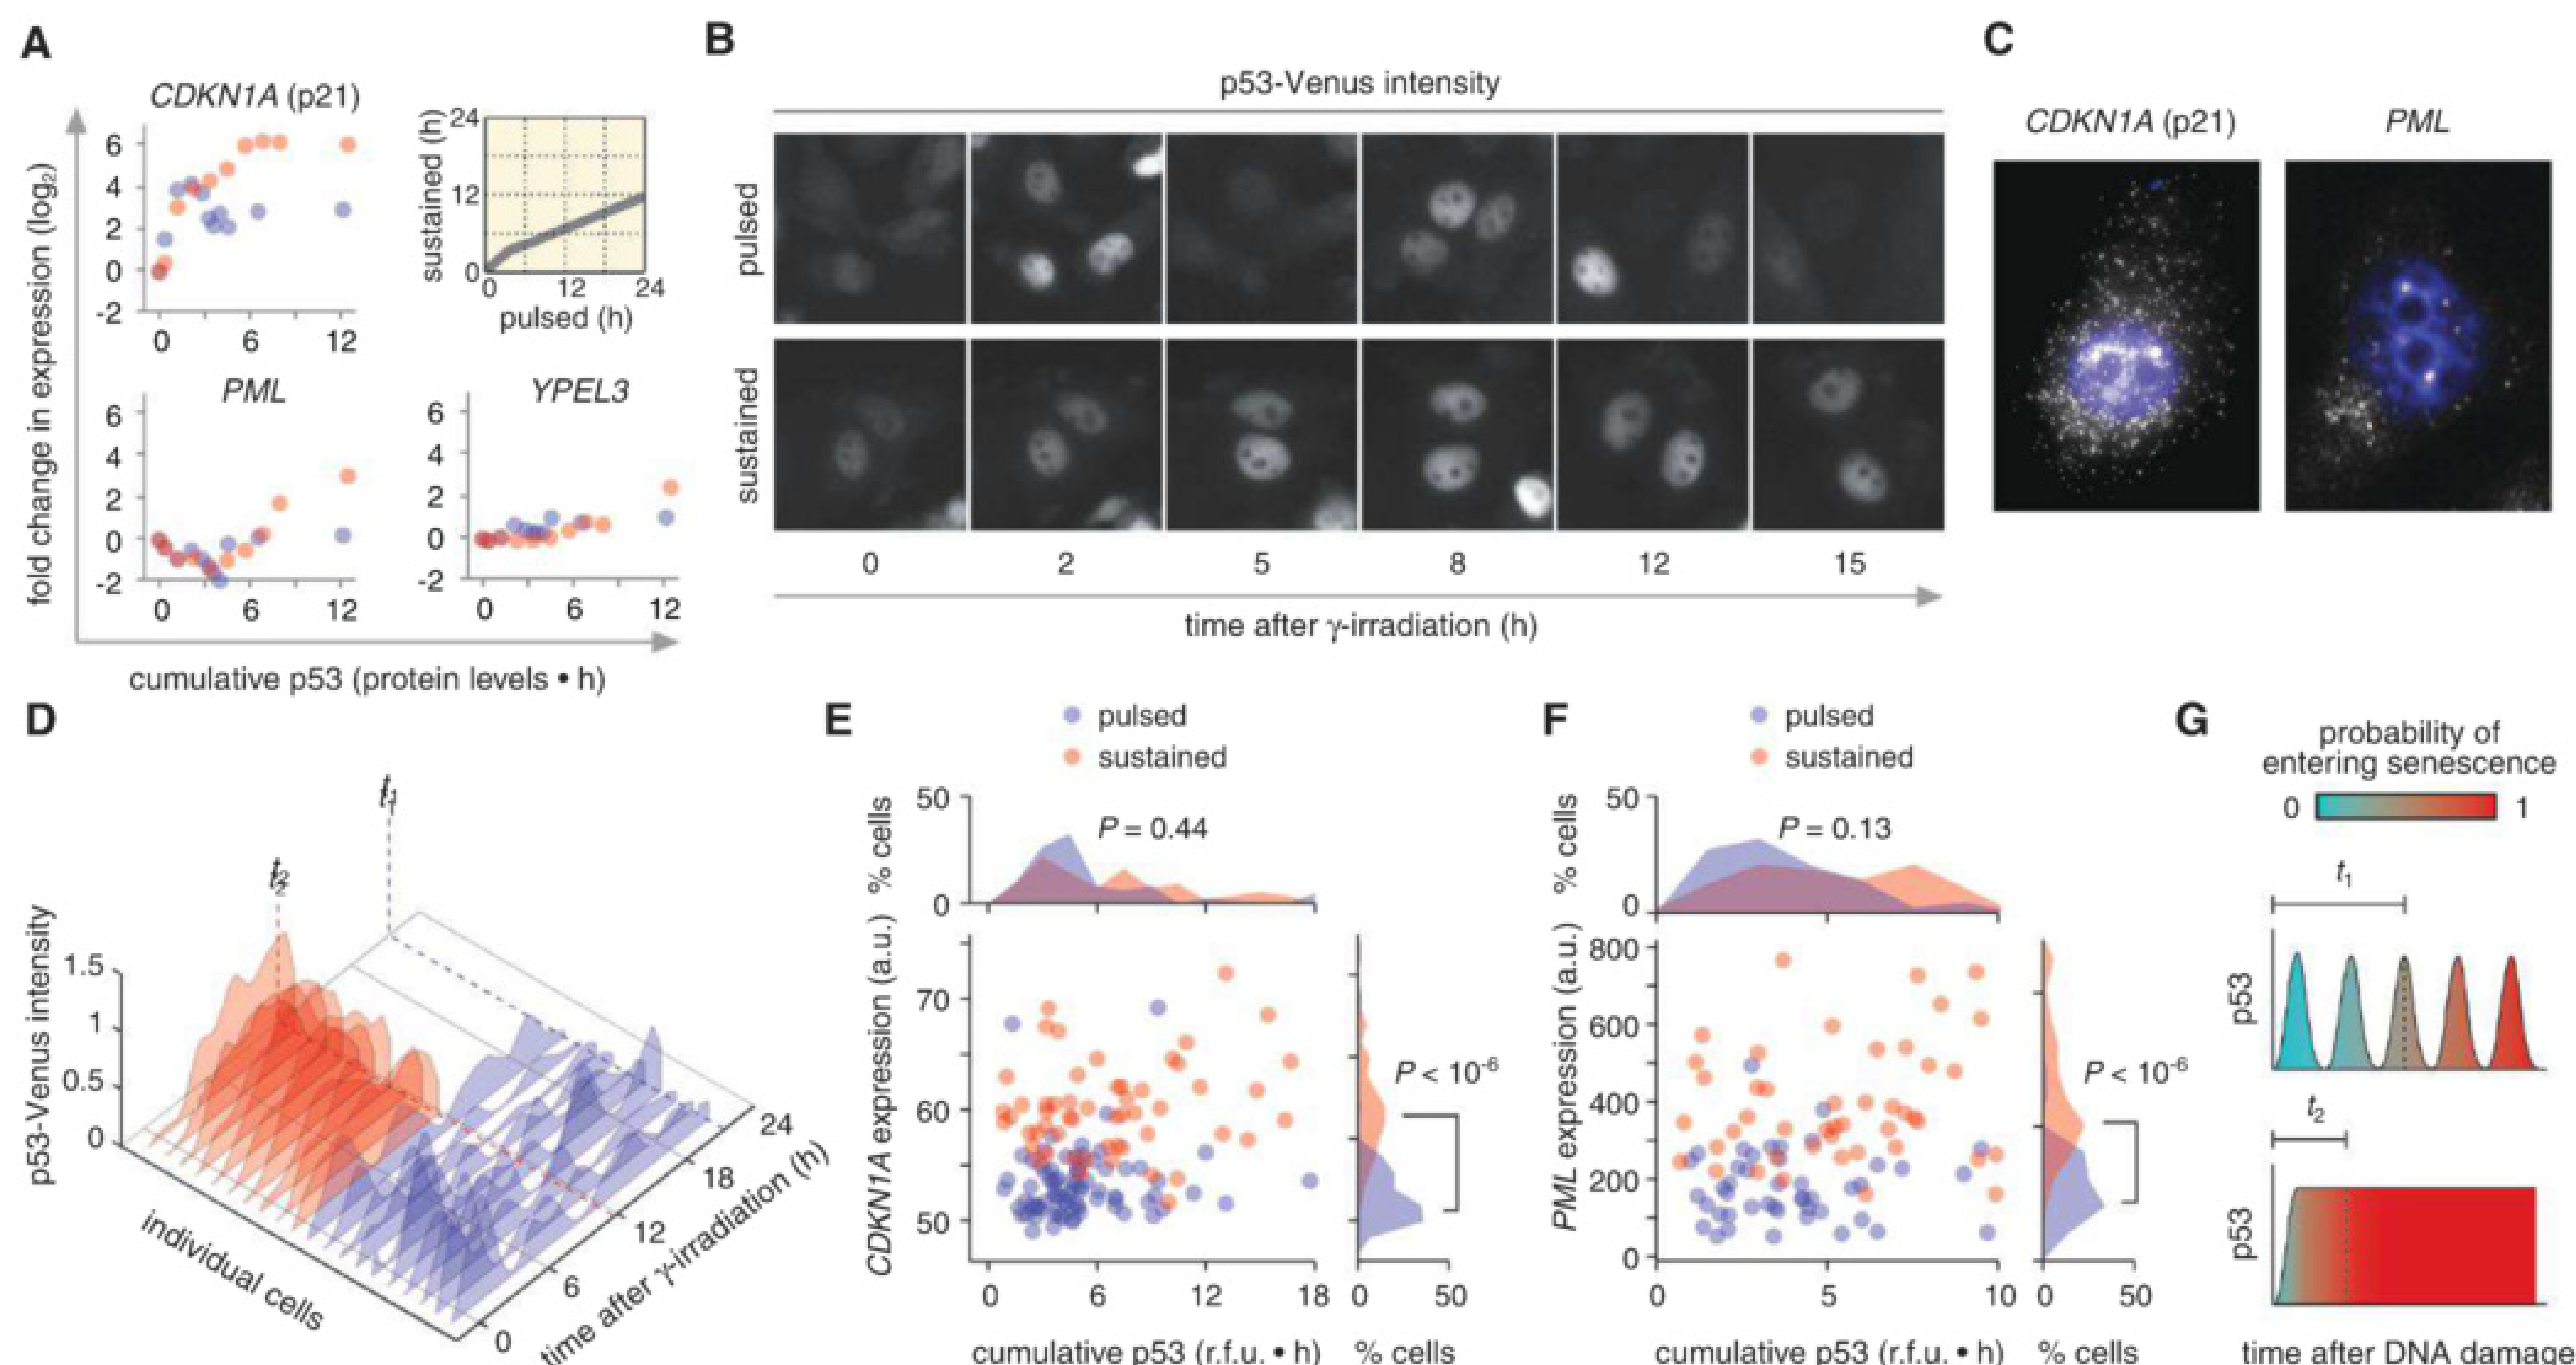 A
CDKN1A (p21)
fold change in expression (log2)
6
4
2
0
-2
0
6
12
sustained (h)
24
12
0
0
12
24
pulsed (h)
PML
6
4
2
0
-2
0
6
12
YPEL3
6
4
2
0
-2
0
6
12
cumulative p53 (protein levels • h)
B
p53-Venus intensity
pulsed
sustained
0
2
5
8
12
15
time after γ-irradiation (h)
C
CDKN1A (p21)
PML
D
t1
t2
p53-Venus intensity
1.5
1
0.5
0
individual cells
0
6
12
18
24
time after γ-irradiation (h)
E
pulsed
sustained
% cells
50
0
P = 0.44
CDKN1A expression (a.u.)
70
60
50
0
6
12
18
cumulative p53 (r.f.u. • h)
P < 10-6
0
50
% cells
F
pulsed
sustained
% cells
50
0
P = 0.13
PML expression (a.u.)
800
600
400
200
0
0
5
10
cumulative p53 (r.f.u. • h)
P < 10-6
0
50
% cells
G
probability of
entering senescence
0
1
t1
p53
t2
p53
time after DNA damage